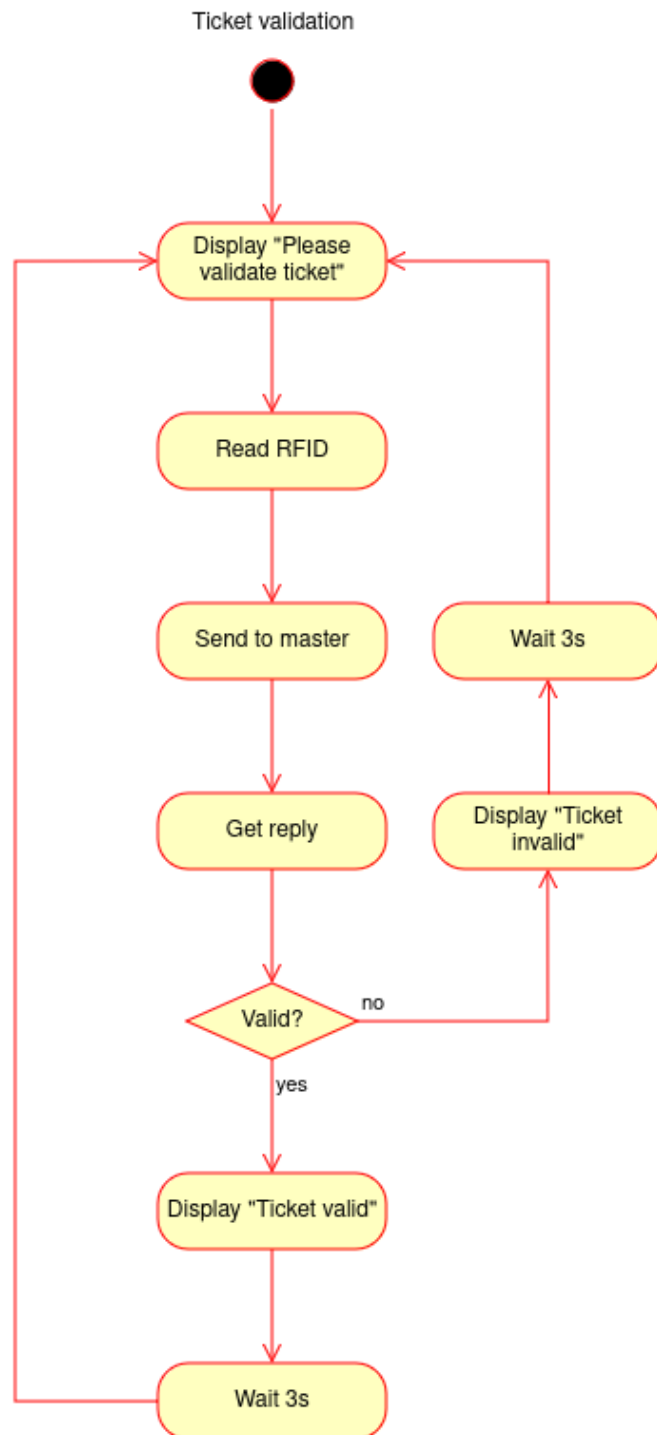 Ticket validation
Display "Please
validate ticket"
Read RFID
Send to master
Wait 3s
Get reply
Display "Ticket
invalid"
Valid?
no
yes
Display "Ticket valid"
Wait 3s